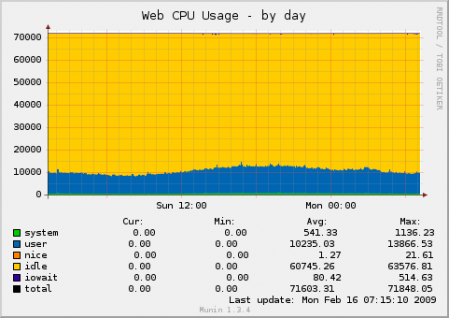 Web CPU Usage - by day
RRDTOOL / TOBI OETIKER
70000
60000
50000
40000
30000
20000
10000
0
Sun 12:00 Mon 00:00
Cur: Min: Avg: Max:
system 0.00 0.00 541.33 1136.23
user 0.00 0.00 10235.03 13866.53
nice 0.00 0.00 1.27 21.61
idle 0.00 0.00 60745.26 63576.81
iowait 0.00 0.00 80.42 514.63
total 0.00 0.00 71603.31 71848.05
Last update: Mon Feb 16 07:15:10 2009
Munin 1.3.4